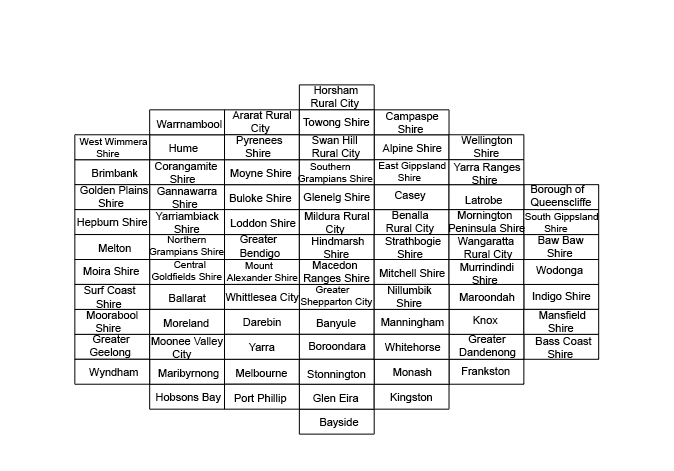 Horsham
Rural City
Warrnambool
Ararat Rural
City
Towong Shire
Campaspe
Shire
West Wimmera
Shire
Hume
Pyrenees
Shire
Swan Hill
Rural City
Alpine Shire
Wellington
Shire
Brimbank
Corangamite
Shire
Moyne Shire
Southern
Grampians Shire
East Gippsland
Shire
Yarra Ranges
Shire
Golden Plains
Shire
Gannawarra
Shire
Buloke Shire
Glenelg Shire
Casey
Latrobe
Borough of
Queenscliffe
Hepburn Shire
Yarriambiack
Shire
Loddon Shire
Mildura Rural
City
Benalla
Rural City
Mornington
Peninsula Shire
South Gippsland
Shire
Melton
Northern
Grampians Shire
Greater
Bendigo
Hindmarsh
Shire
Strathbogie
Shire
Wangaratta
Rural City
Baw Baw
Shire
Moira Shire
Central
Goldfields Shire
Mount
Alexander Shire
Macedon
Ranges Shire
Mitchell Shire
Murrindindi
Shire
Wodonga
Surf Coast
Shire
Ballarat
Whittlesea City
Greater
Shepparton City
Nillumbik
Shire
Maroondah
Indigo Shire
Moorabool
Shire
Moreland
Darebin
Banyule
Manningham
Knox
Mansfield
Shire
Greater
Geelong
Moonee Valley
City
Yarra
Boroondara
Whitehorse
Greater
Dandenong
Bass Coast
Shire
Wyndham
Maribyrnong
Melbourne
Stonnington
Monash
Frankston
Hobsons Bay
Port Phillip
Glen Eira
Kingston
Bayside